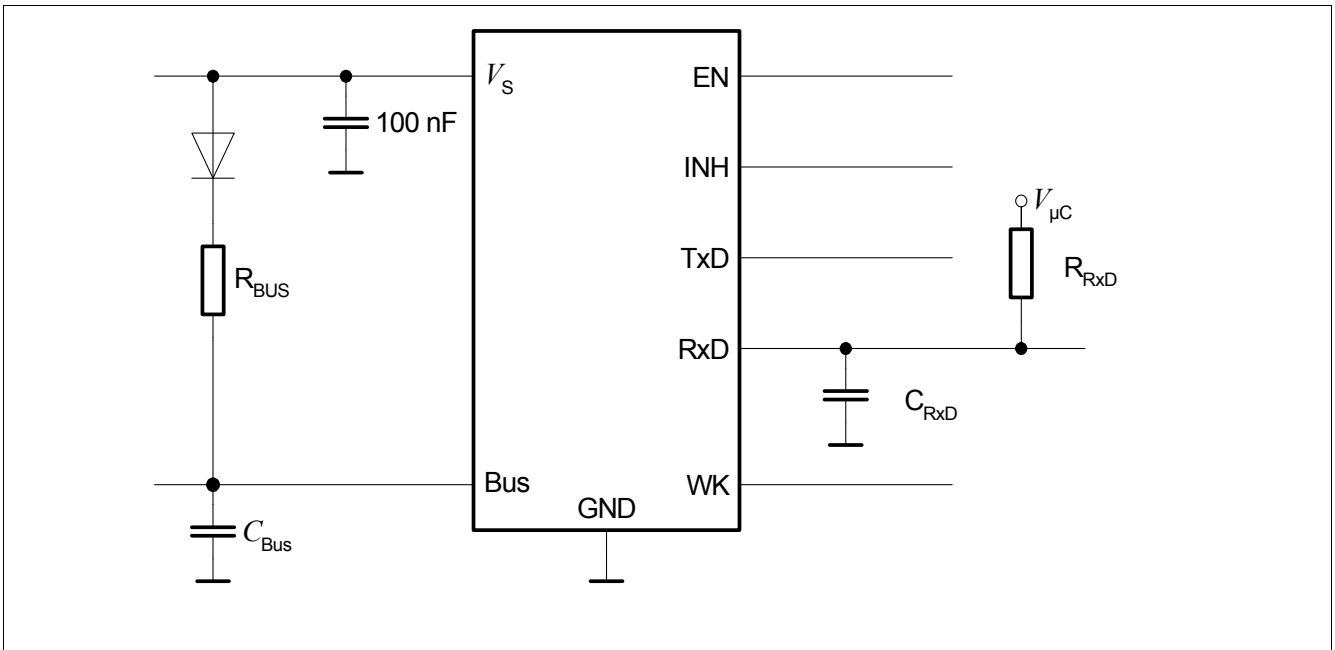 V_S
EN
100 nF
INH
V_µC
TxD
R_RxD
R_BUS
RxD
C_RxD
Bus
WK
GND
C_Bus